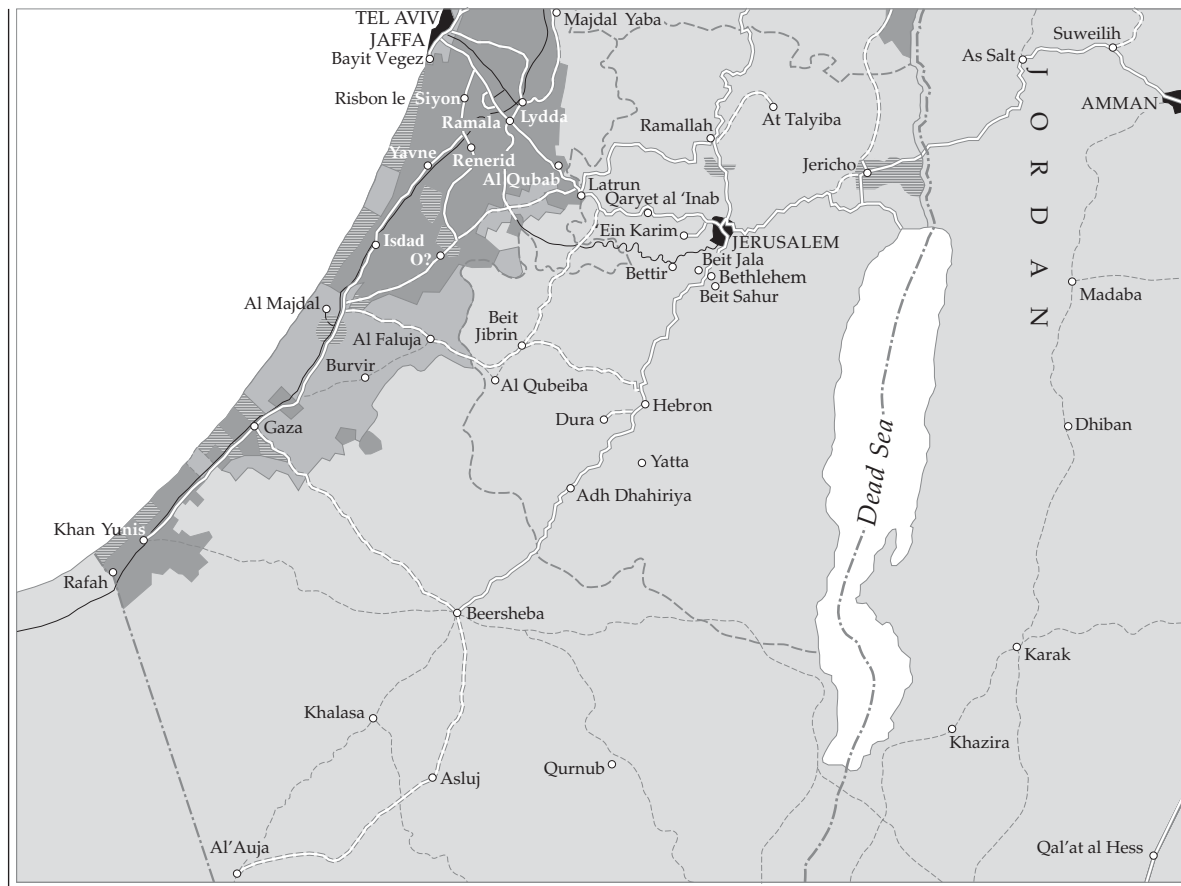 TEL AVIV
JAFFA
Bayit Vegez
Majdal Yaba
Suweilih
As Salt
JORDAN
AMMAN
Risbon le Siyon
Lydda
Ramala
At Talyiba
Ramallah
Yavne
Renerid
Al Qubab
Jericho
Latrun
Qaryet al ‘Inab
‘Ein Karim
JERUSALEM
Isdad
O?
Beit Jala
Bettir
Bethlehem
Beit Sahur
Madaba
Al Majdal
Beit
Jibrin
Al Faluja
Burvir
Al Qubeiba
Hebron
Dura
Gaza
Dhiban
Dead Sea
Yatta
Adh Dhahiriya
Khan Yunis
Rafah
Beersheba
Karak
Khalasa
Khazira
Qurnub
Asluj
Al’Auja
Qal’at al Hess